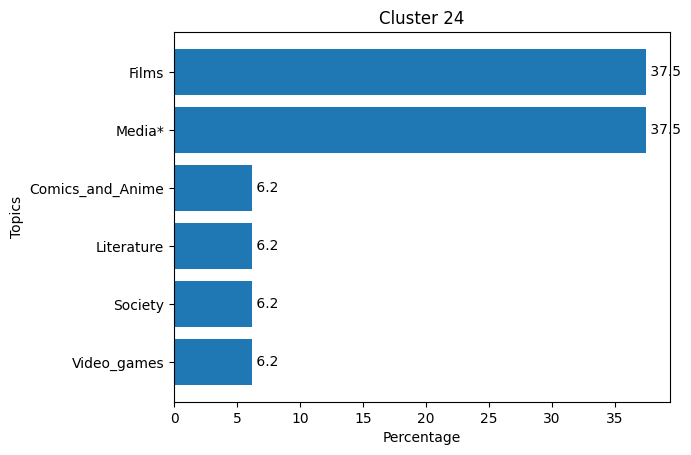 Cluster 24
Films 37.5
Media* 37.5
Comics_and_Anime 6.2
Literature 6.2
Society 6.2
Video_games 6.2
Topics
0 5 10 15 20 25 30 35
Percentage